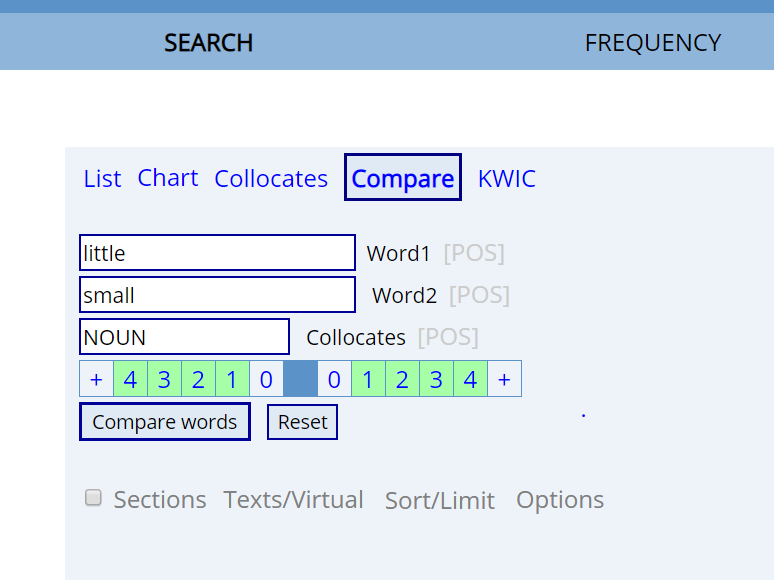 SEARCH FREQUENCY
List Chart Collocates Compare KWIC
little Word1 [POS]
small Word2 [POS]
NOUN Collocates [POS]
+ 4 3 2 1 0 0 1 2 3 4 +
Compare words Reset
Sections Texts/Virtual Sort/Limit Options